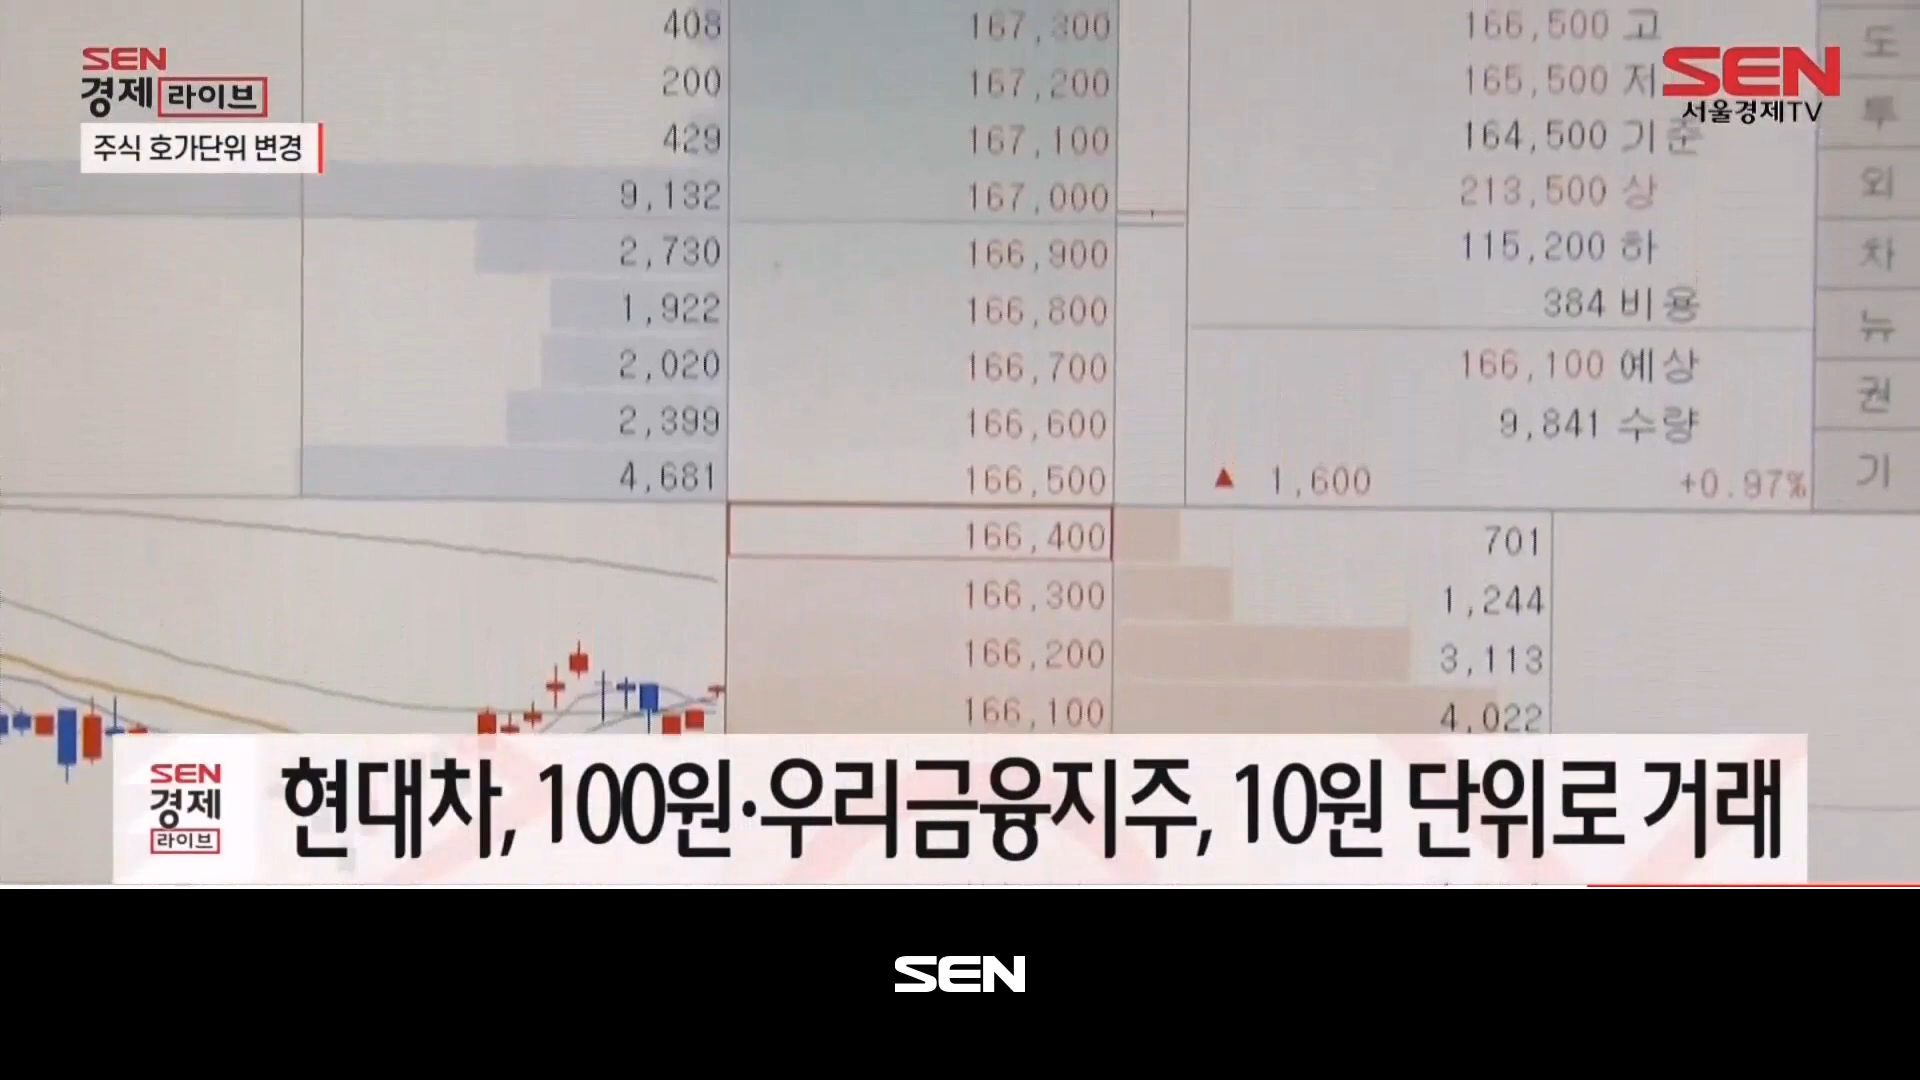 SEN
경제 라이브
주식 호가단위 변경
SEN
서울경제TV
408 167,300 166,500 고
200 167,200 165,500 저
429 167,100 164,500 기준
9,132 167,000 213,500 상
2,730 166,900 115,200 하
1,922 166,800 384 비용
2,020 166,700 166,100 예상
2,399 166,600 9,841 수량
4,681 166,500 ▲ 1,600 +0.97%
166,400 701
166,300 1,244
166,200 3,113
166,100 4,022
도
투
외
차
뉴
권
기
SEN
경제
라이브
현대차, 100원·우리금융지주, 10원 단위로 거래
SEN